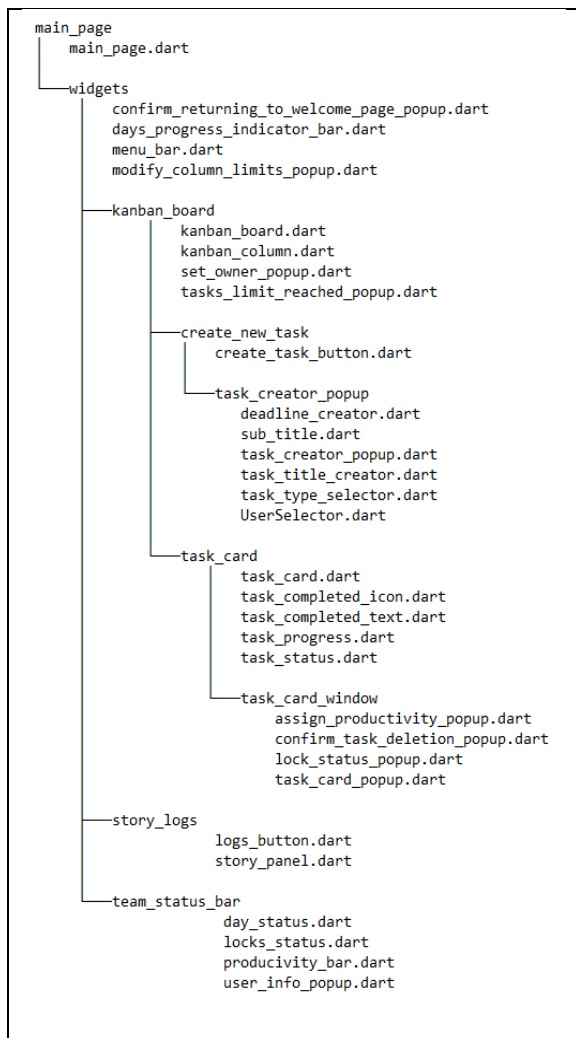 main_page
main_page.dart
widgets
confirm_returning_to_welcome_page_popup.dart
days_progress_indicator_bar.dart
menu_bar.dart
modify_column_limits_popup.dart
kanban_board
kanban_board.dart
kanban_column.dart
set_owner_popup.dart
tasks_limit_reached_popup.dart
create_new_task
create_task_button.dart
task_creator_popup
deadline_creator.dart
sub_title.dart
task_creator_popup.dart
task_title_creator.dart
task_type_selector.dart
UserSelector.dart
task_card
task_card.dart
task_completed_icon.dart
task_completed_text.dart
task_progress.dart
task_status.dart
task_card_window
assign_productivity_popup.dart
confirm_task_deletion_popup.dart
lock_status_popup.dart
task_card_popup.dart
story_logs
logs_button.dart
story_panel.dart
team_status_bar
day_status.dart
locks_status.dart
producivity_bar.dart
user_info_popup.dart